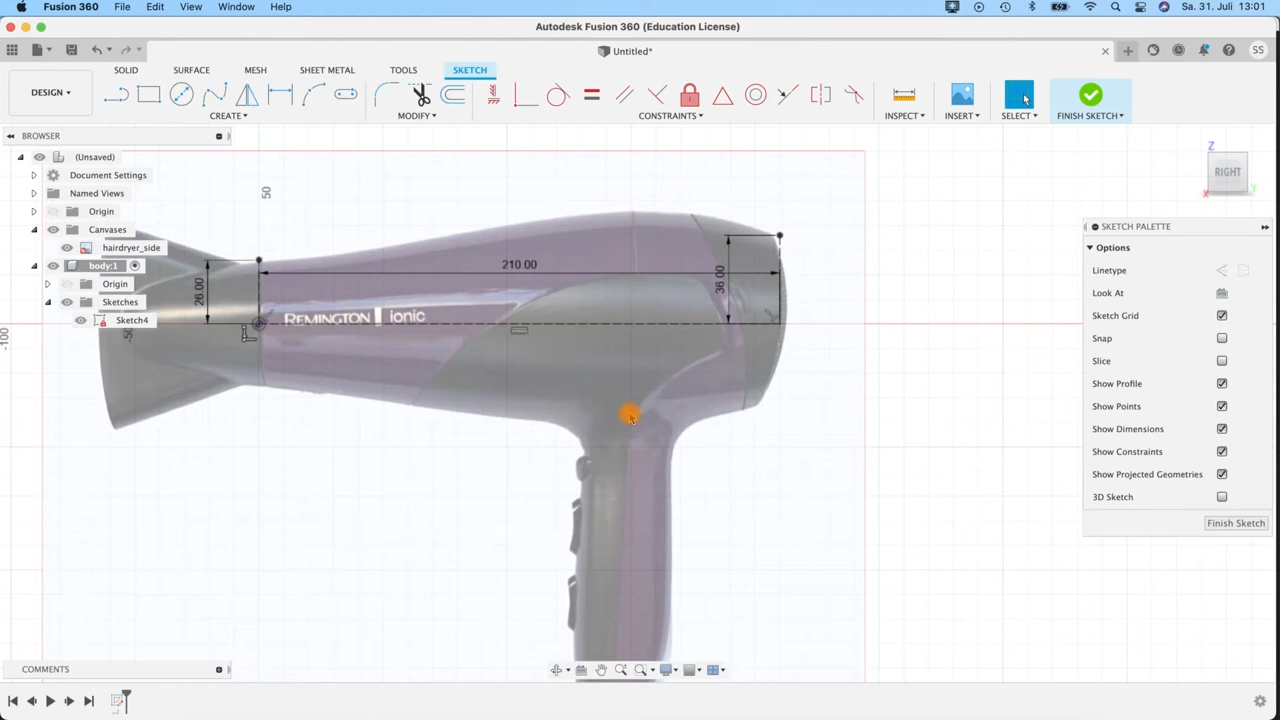 Fusion 360 File Edit View Window Help Sa. 31. Juli 13:01
Autodesk Fusion 360 (Education License)
Untitled* SS
DESIGN SOLID SURFACE MESH SHEET METAL TOOLS SKETCH
CREATE MODIFY CONSTRAINTS INSPECT INSERT SELECT FINISH SKETCH
BROWSER
(Unsaved)
Document Settings
Named Views
Origin
Canvases
hairdryer_side
body:1
Origin
Sketches
Sketch4
50
-50
-100
26.00
210.00
36.00
REMINGTON ionic
Z
RIGHT
X Y
SKETCH PALETTE
Options
Linetype
Look At
Sketch Grid
Snap
Slice
Show Profile
Show Points
Show Dimensions
Show Constraints
Show Projected Geometries
3D Sketch
Finish Sketch
COMMENTS